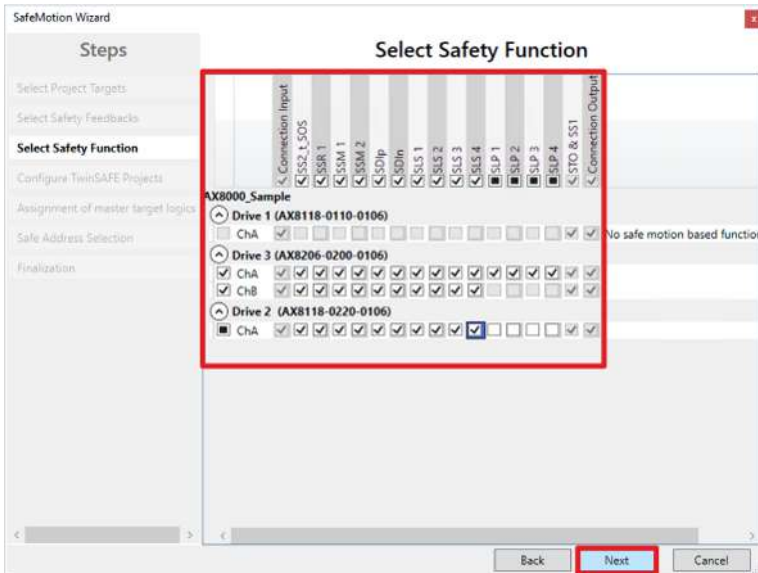 SafeMotion Wizard
x
Steps
Select Project Targets
Select Safety Feedbacks
Select Safety Function
Configure TwinSAFE Projects
Assignment of master target logics
Safe Address Selection
Finalization
Select Safety Function
Connection Input
SS2_t_SOS
SSR 1
SSM 1
SSM 2
SDIp
SDIn
SLS 1
SLS 2
SLS 3
SLS 4
SLP 1
SLP 2
SLP 3
SLP 4
STO & SS1
Connection Output
AX8000_Sample
Drive 1 (AX8118-0110-0106)
ChA
No safe motion based function
Drive 3 (AX8206-0200-0106)
ChA
ChB
Drive 2 (AX8118-0220-0106)
ChA
Back
Next
Cancel